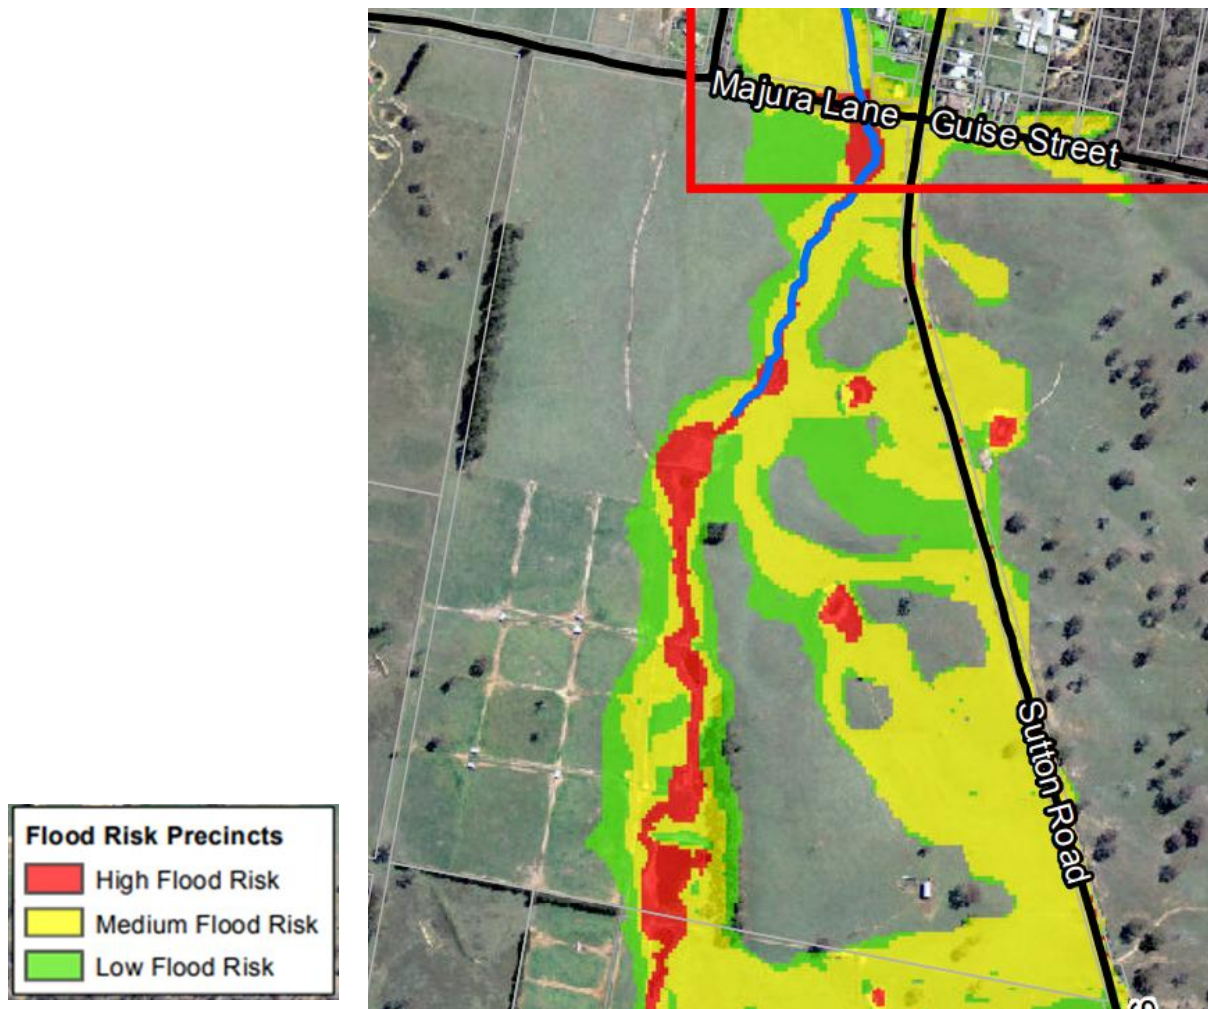 Majura Lane
Guise Street
Sutton Road
Flood Risk Precincts
High Flood Risk
Medium Flood Risk
Low Flood Risk